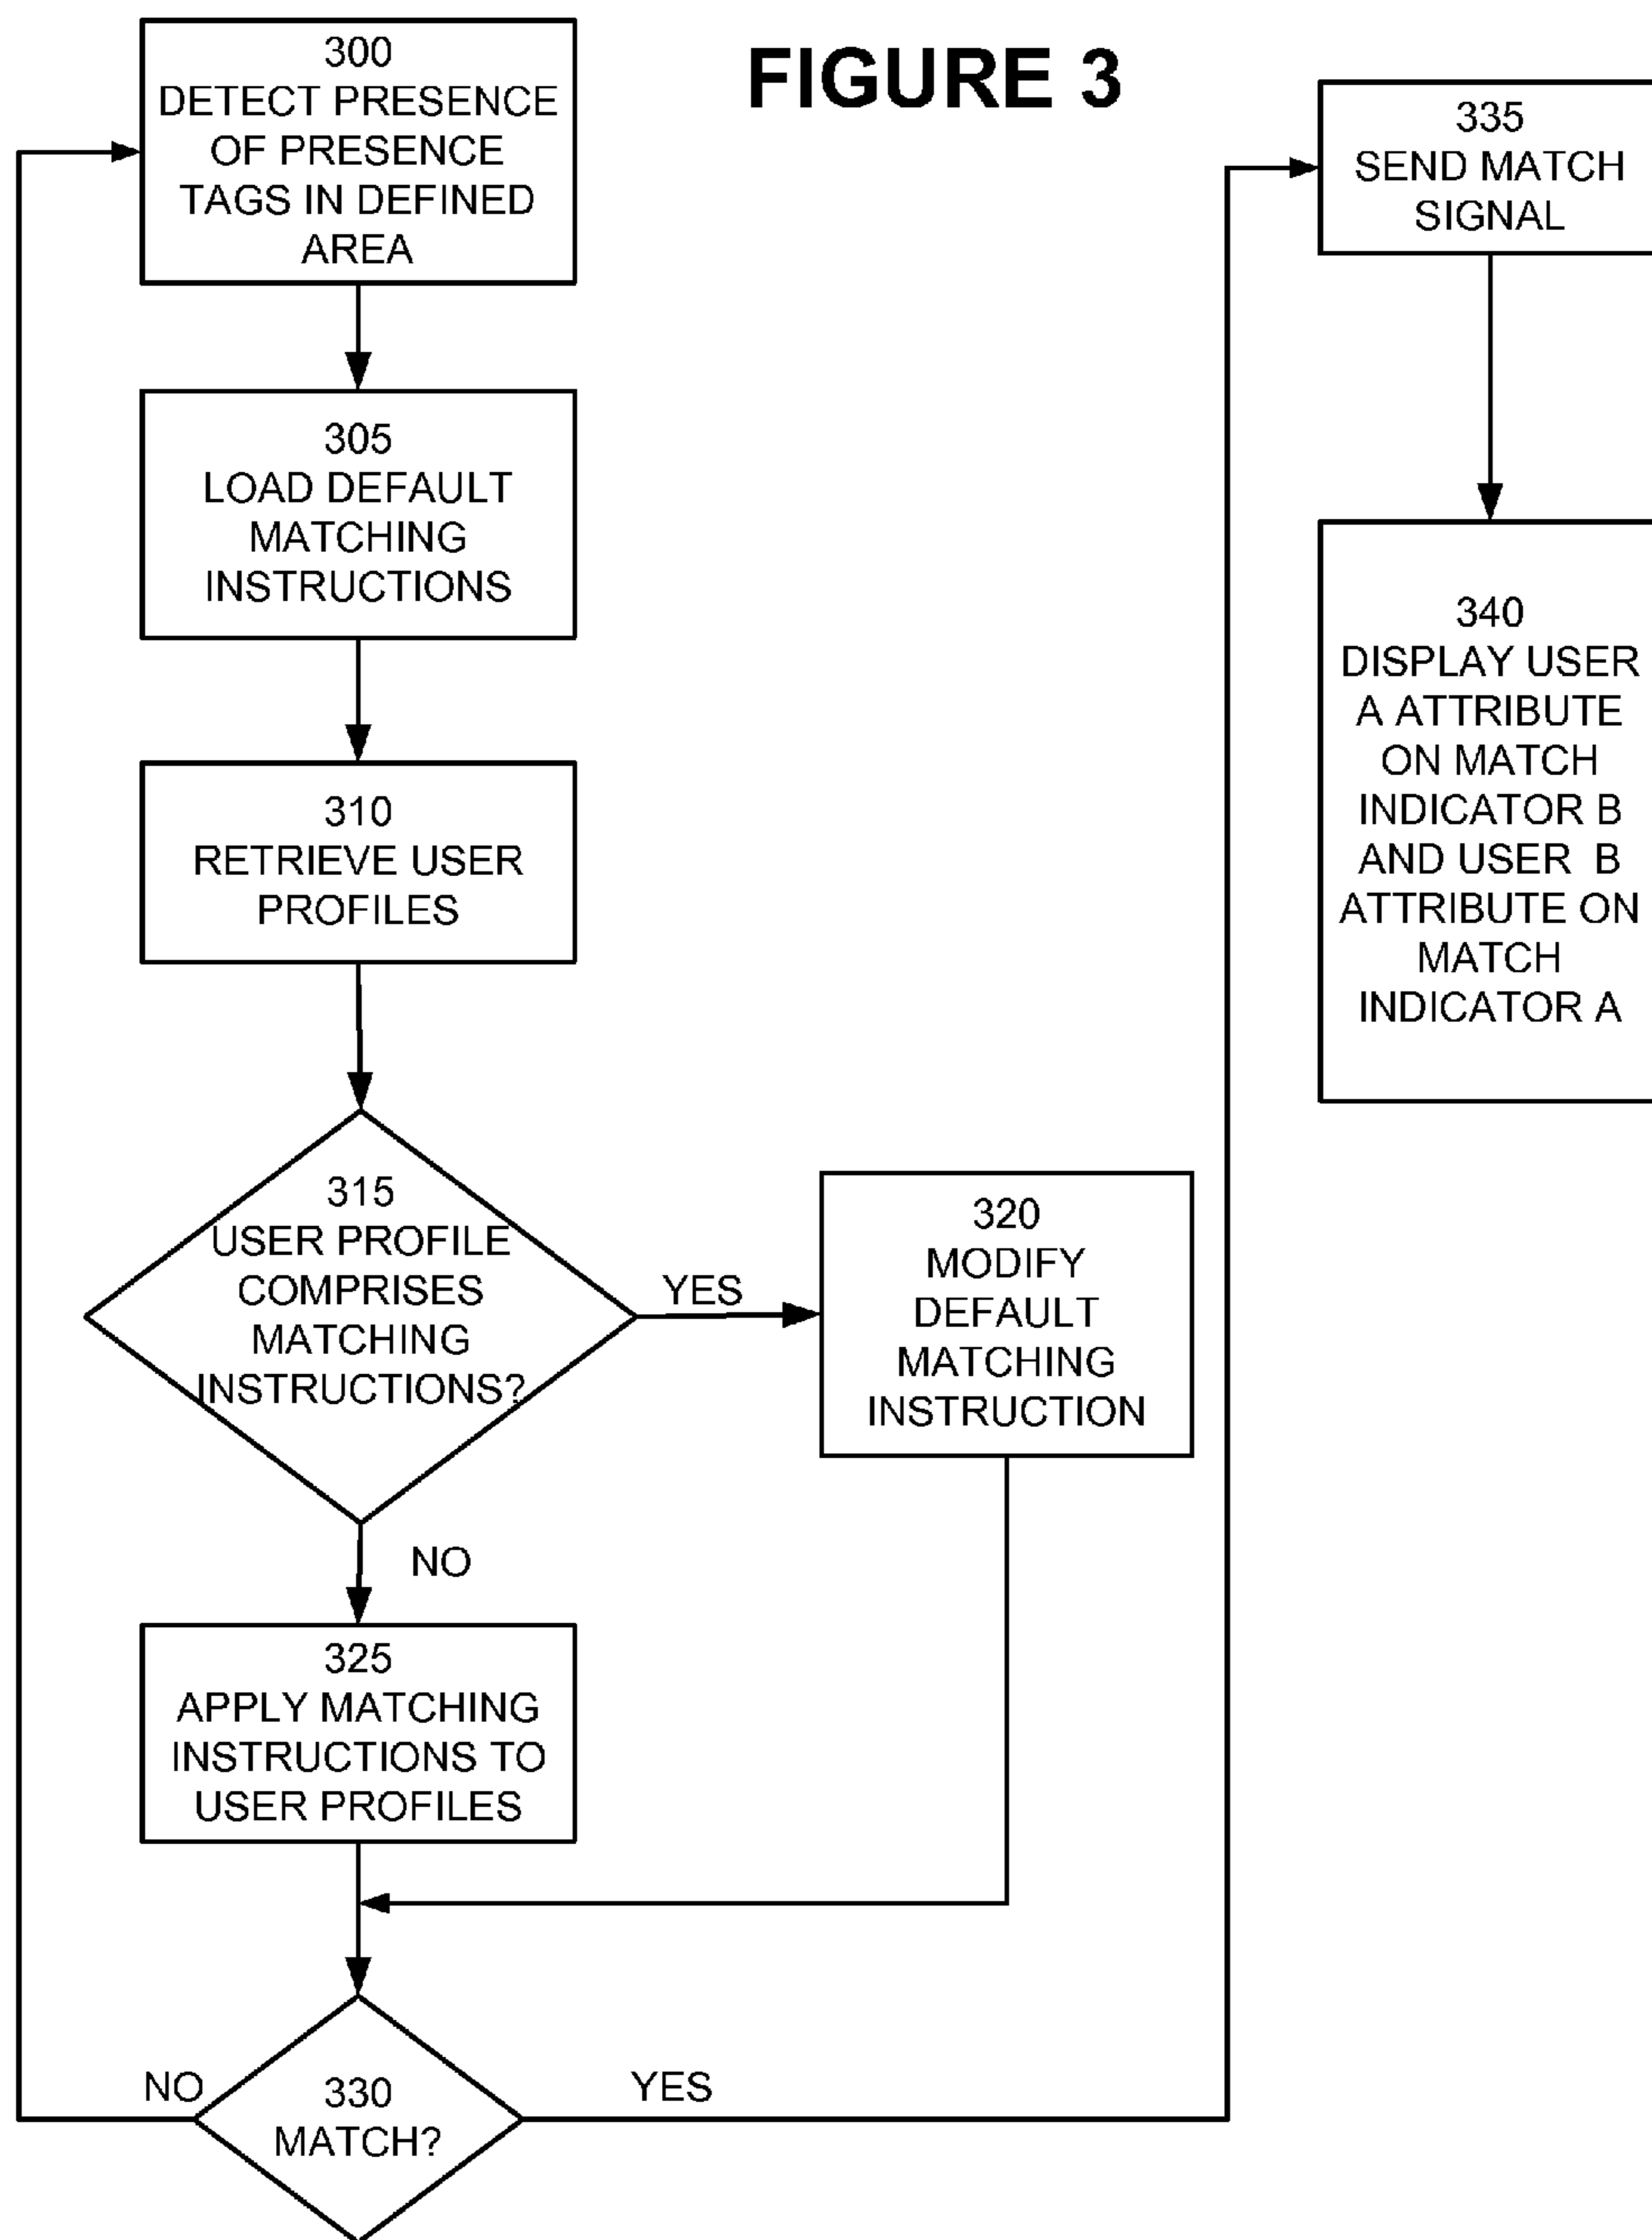 FIGURE 3
300
DETECT PRESENCE
OF PRESENCE
TAGS IN DEFINED
AREA
305
LOAD DEFAULT
MATCHING
INSTRUCTIONS
310
RETRIEVE USER
PROFILES
315
USER PROFILE
COMPRISES
MATCHING
INSTRUCTIONS?
YES
320
MODIFY
DEFAULT
MATCHING
INSTRUCTION
NO
325
APPLY MATCHING
INSTRUCTIONS TO
USER PROFILES
330
MATCH?
NO
YES
335
SEND MATCH
SIGNAL
340
DISPLAY USER
A ATTRIBUTE
ON MATCH
INDICATOR B
AND USER B
ATTRIBUTE ON
MATCH
INDICATOR A